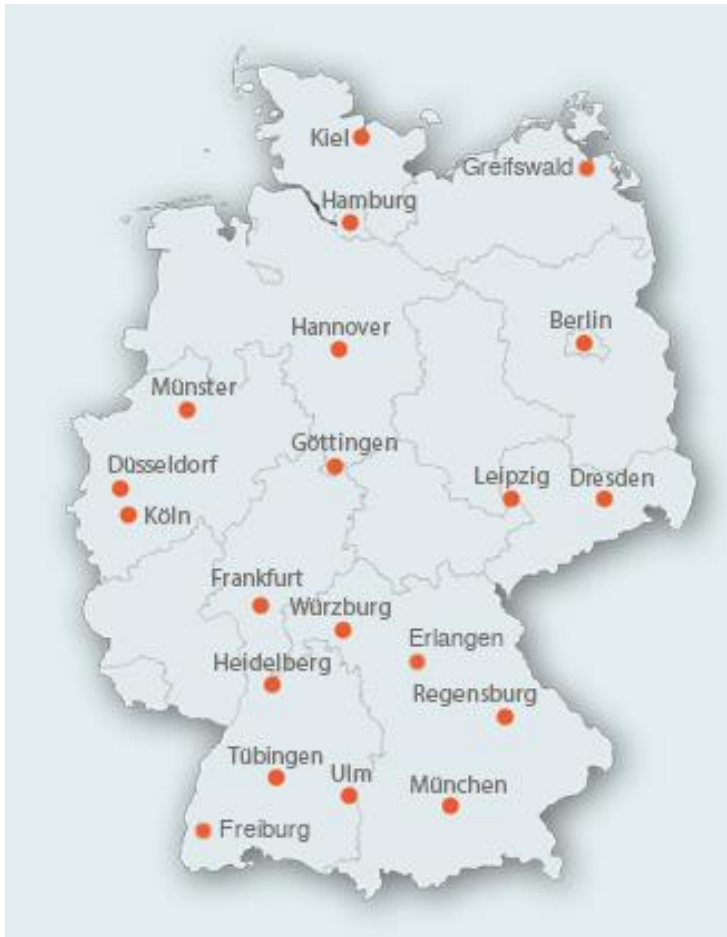 Kiel
Greifswald
Hamburg
Hannover
Berlin
Münster
Göttingen
Düsseldorf
Leipzig
Dresden
Köln
Frankfurt
Würzburg
Erlangen
Heidelberg
Regensburg
Tübingen
Ulm
München
Freiburg